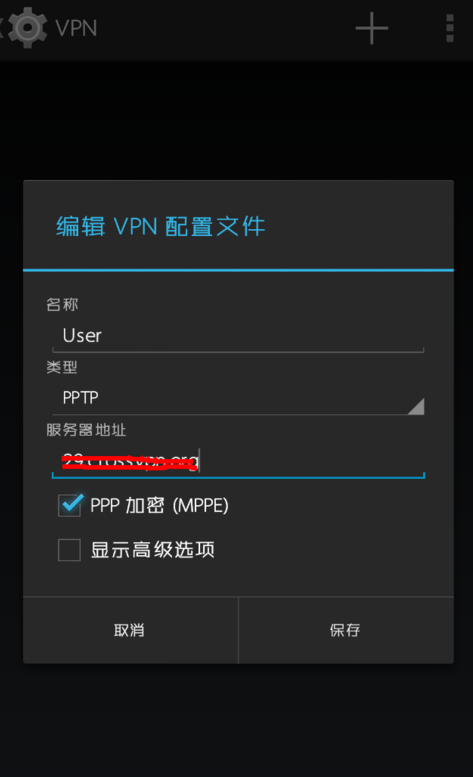 VPN
编辑 VPN 配置文件
名称
User
类型
PPTP
服务器地址
PPP 加密 (MPPE)
显示高级选项
取消
保存